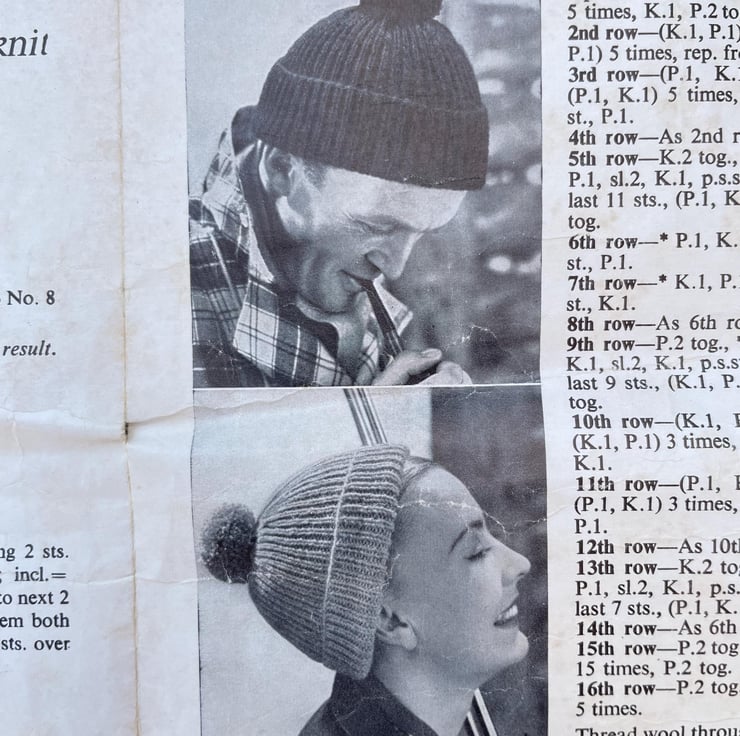 knit
No. 8
result.
ng 2 sts.
; incl.=
to next 2
em both
sts. over
5 times, K.1, P.2 to
2nd row—(K.1, P.1)
P.1) 5 times, rep. fr
3rd row—(P.1, K.1
(P.1, K.1) 5 times,
st., P.1.
4th row—As 2nd r
5th row—K.2 tog.,
P.1, sl.2, K.1, p.s.s
last 11 sts., (P.1, K
tog.
6th row—* P.1, K.
st., P.1.
7th row—* K.1, P.
st., K.1.
8th row—As 6th ro
9th row—P.2 tog.,
K.1, sl.2, K.1, p.s.s
last 9 sts., (K.1, P.
tog.
10th row—(K.1, P
(K.1, P.1) 3 times,
K.1.
11th row—(P.1, P
(P.1, K.1) 3 times,
P.1.
12th row—As 10th
13th row—K.2 to
P.1, sl.2, K.1, p.s.
last 7 sts., (P.1, K.
14th row—As 6th
15th row—P.2 tog
15 times, P.2 tog.
16th row—P.2 tog
5 times.
Thread wool throu